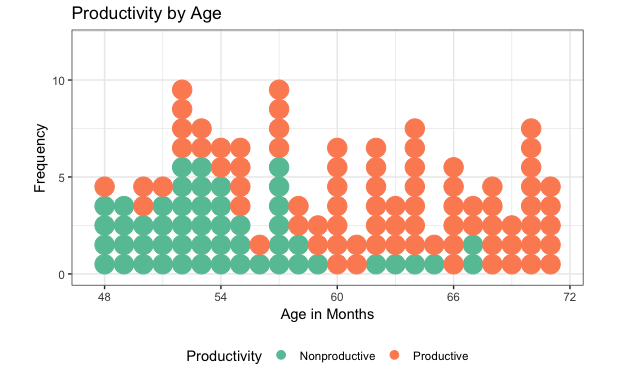 Productivity by Age
10
5
0
Frequency
48 54 60 66 72
Age in Months
Productivity Nonproductive Productive